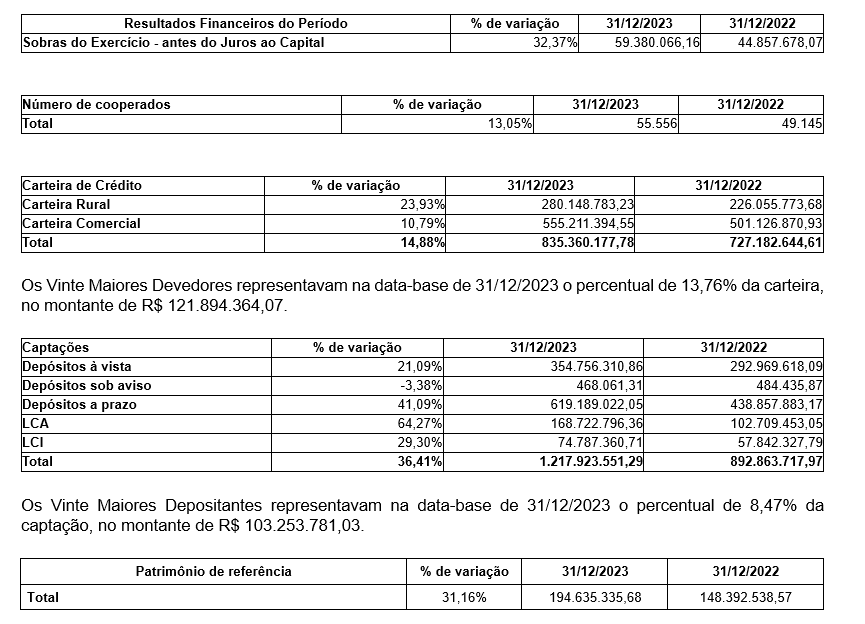 Resultados Financeiros do Período % de variação 31/12/2023 31/12/2022
Sobras do Exercício - antes do Juros ao Capital 32,37% 59.380.066,16 44.857.678,07
Número de cooperados % de variação 31/12/2023 31/12/2022
Total 13,05% 55.556 49.145
Carteira de Crédito % de variação 31/12/2023 31/12/2022
Carteira Rural 23,93% 280.148.783,23 226.055.773,68
Carteira Comercial 10,79% 555.211.394,55 501.126.870,93
Total 14,88% 835.360.177,78 727.182.644,61
Os Vinte Maiores Devedores representavam na data-base de 31/12/2023 o percentual de 13,76% da carteira,
no montante de R$ 121.894.364,07.
Captações % de variação 31/12/2023 31/12/2022
Depósitos à vista 21,09% 354.756.310,86 292.969.618,09
Depósitos sob aviso -3,38% 468.061,31 484.435,87
Depósitos a prazo 41,09% 619.189.022,05 438.857.883,17
LCA 64,27% 168.722.796,36 102.709.453,05
LCI 29,30% 74.787.360,71 57.842.327,79
Total 36,41% 1.217.923.551,29 892.863.717,97
Os Vinte Maiores Depositantes representavam na data-base de 31/12/2023 o percentual de 8,47% da
captação, no montante de R$ 103.253.781,03.
Patrimônio de referência % de variação 31/12/2023 31/12/2022
Total 31,16% 194.635.335,68 148.392.538,57